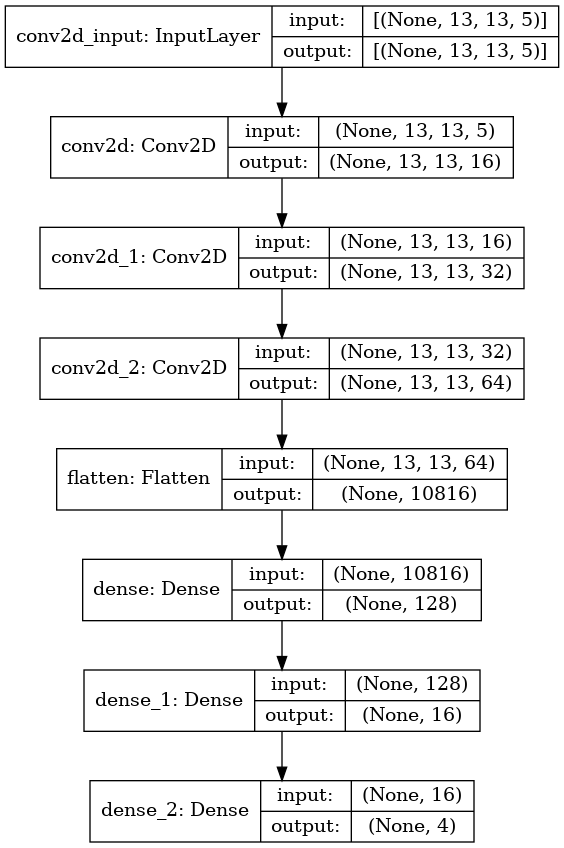 conv2d_input: InputLayer
input: [(None, 13, 13, 5)]
output: [(None, 13, 13, 5)]
conv2d: Conv2D
input: (None, 13, 13, 5)
output: (None, 13, 13, 16)
conv2d_1: Conv2D
input: (None, 13, 13, 16)
output: (None, 13, 13, 32)
conv2d_2: Conv2D
input: (None, 13, 13, 32)
output: (None, 13, 13, 64)
flatten: Flatten
input: (None, 13, 13, 64)
output: (None, 10816)
dense: Dense
input: (None, 10816)
output: (None, 128)
dense_1: Dense
input: (None, 128)
output: (None, 16)
dense_2: Dense
input: (None, 16)
output: (None, 4)